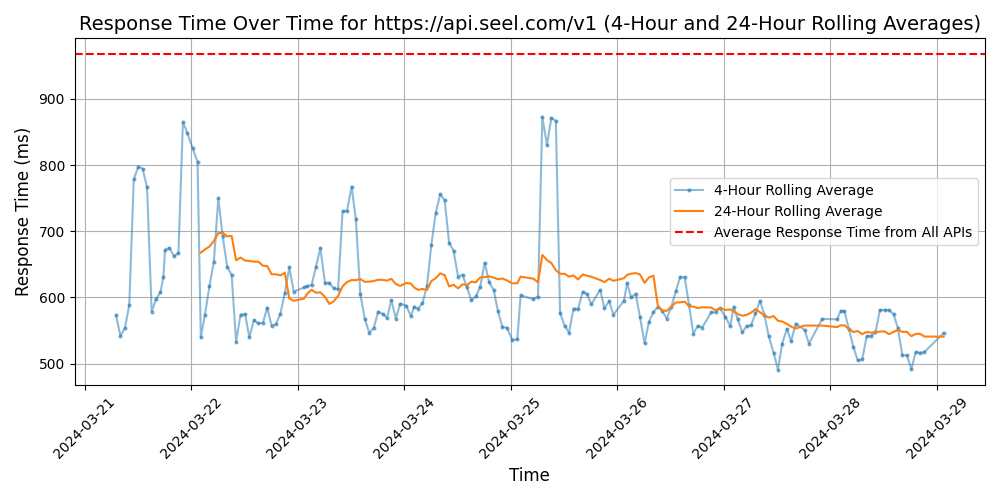 Response Time Over Time for https://api.seel.com/v1 (4-Hour and 24-Hour Rolling Averages)
Response Time (ms)
900
800
700
600
500
4-Hour Rolling Average
24-Hour Rolling Average
Average Response Time from All APIs
2024-03-21
2024-03-22
2024-03-23
2024-03-24
2024-03-25
2024-03-26
2024-03-27
2024-03-28
2024-03-29
Time